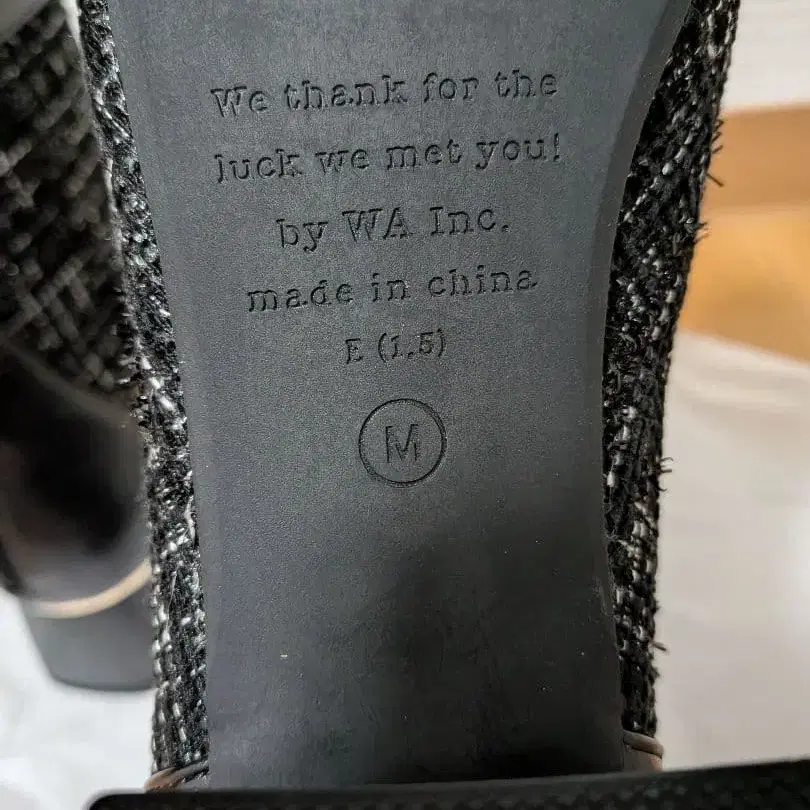 We thank for the
luck we met you!
by WA Inc.
made in china
E (1.5)
M